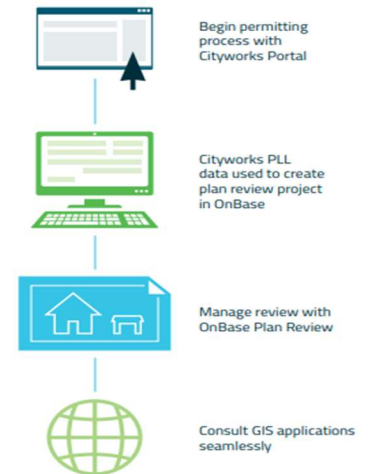 Begin permitting
process with
Cityworks Portal
Cityworks PLL
data used to create
plan review project
in OnBase
Manage review with
OnBase Plan Review
Consult GIS applications
seamlessly